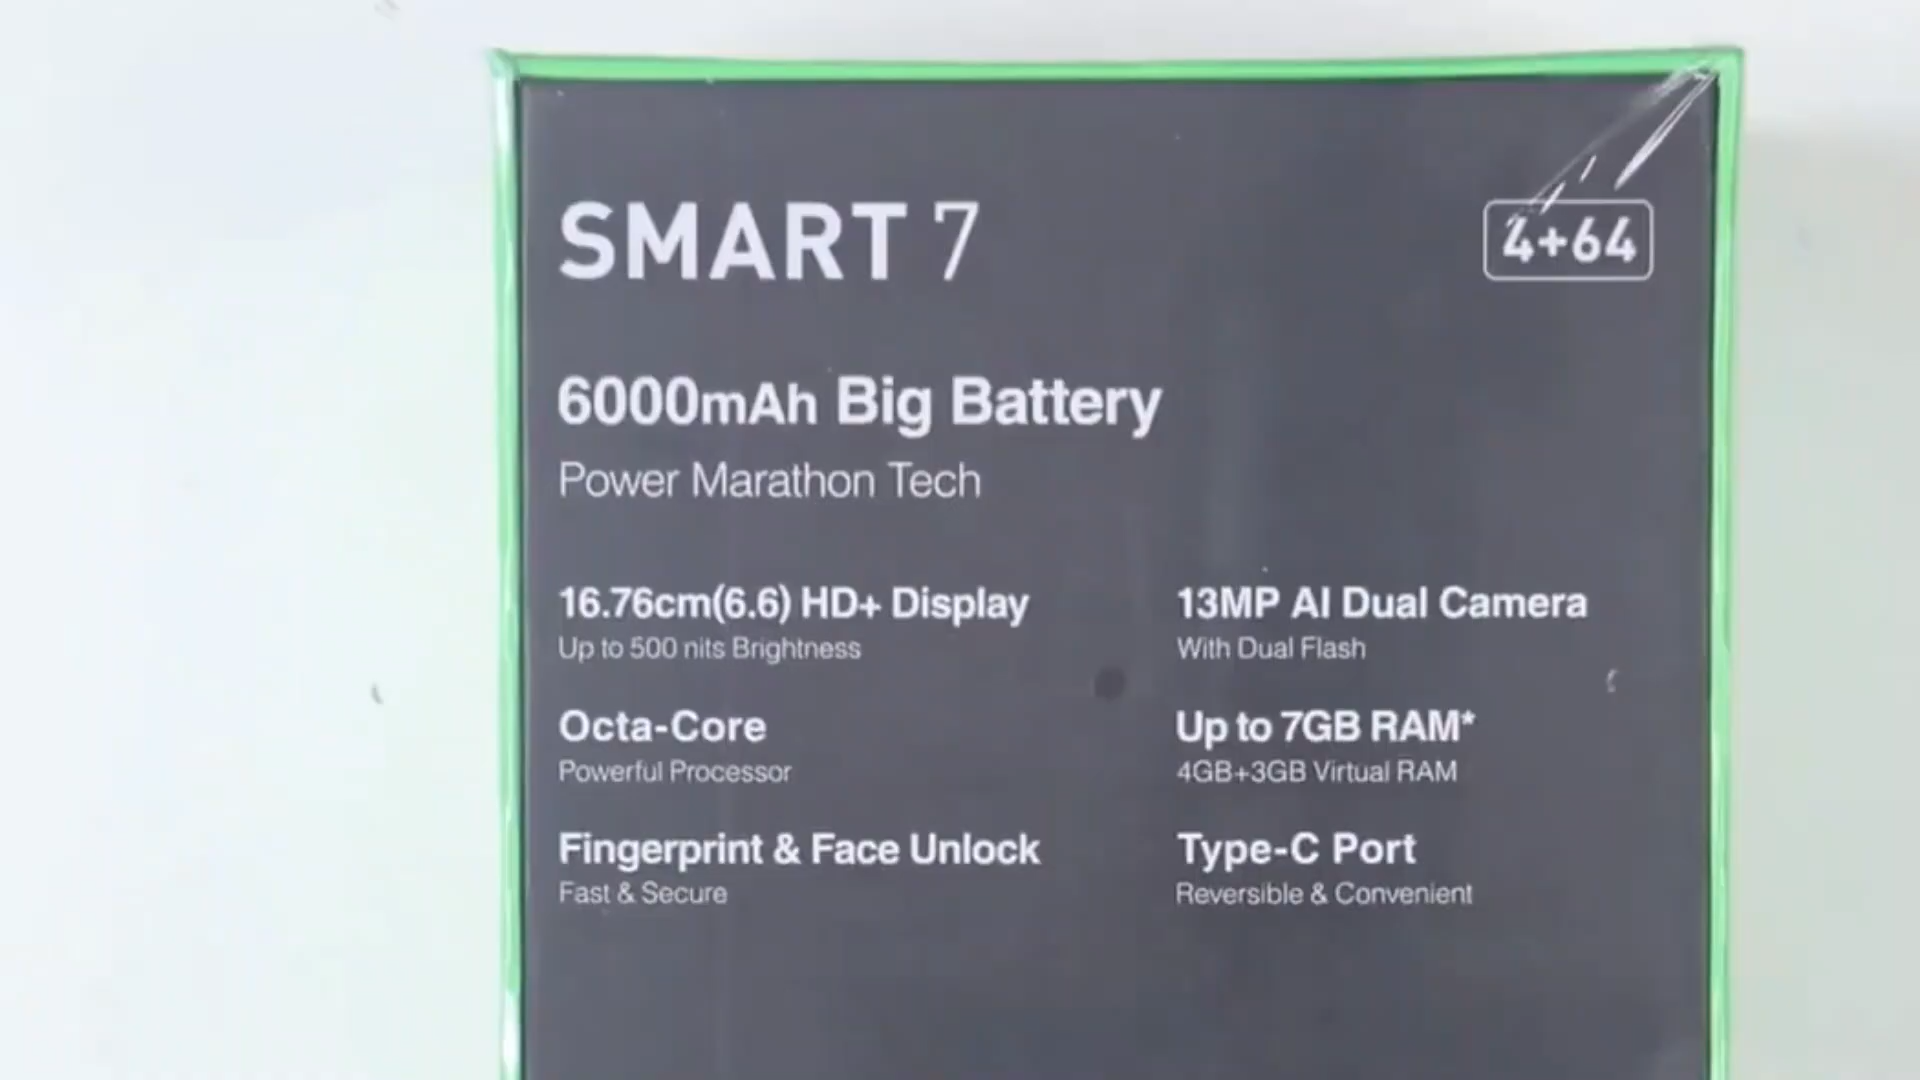 SMART 7
4+64
6000mAh Big Battery
Power Marathon Tech
16.76cm(6.6) HD+ Display
Up to 500 nits Brightness
13MP AI Dual Camera
With Dual Flash
Octa-Core
Powerful Processor
Up to 7GB RAM*
4GB+3GB Virtual RAM
Fingerprint & Face Unlock
Fast & Secure
Type-C Port
Reversible & Convenient